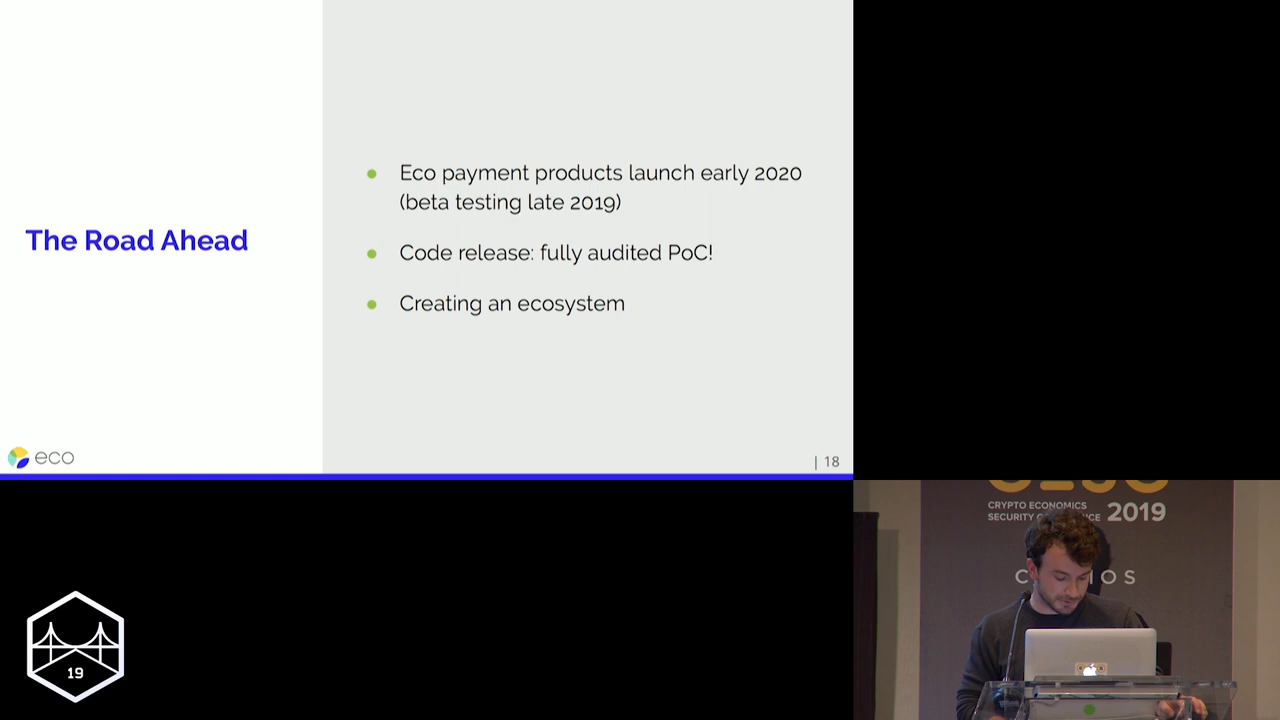 The Road Ahead
● Eco payment products launch early 2020
(beta testing late 2019)
● Code release: fully audited PoC!
● Creating an ecosystem
eco
| 18
CRYPTO ECONOMICS
SECURITY
2019
19